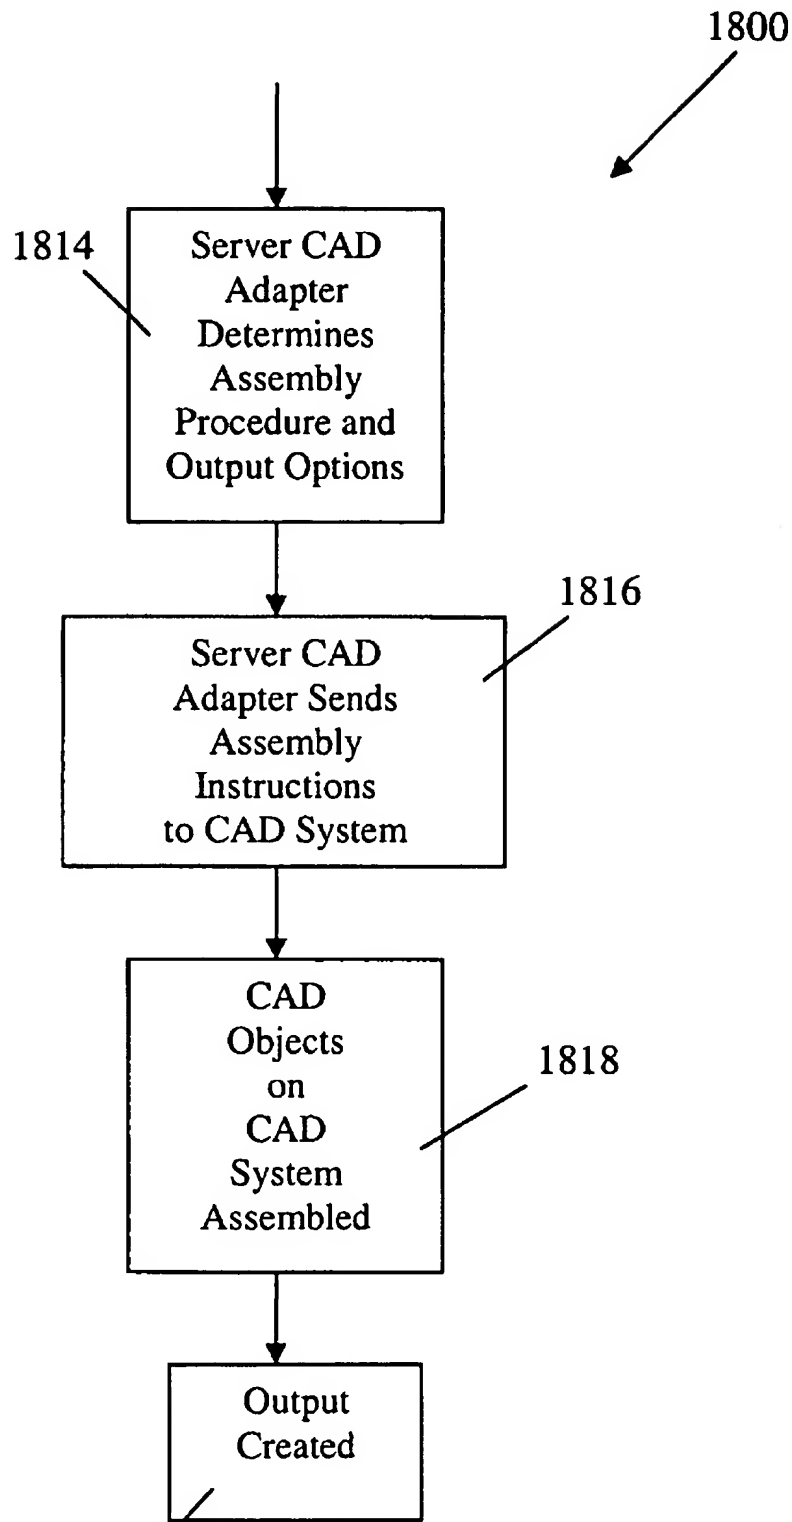 1800
1814
Server CAD
Adapter
Determines
Assembly
Procedure and
Output Options
1816
Server CAD
Adapter Sends
Assembly
Instructions
to CAD System
CAD
Objects
on
CAD
System
Assembled
1818
Output
Created